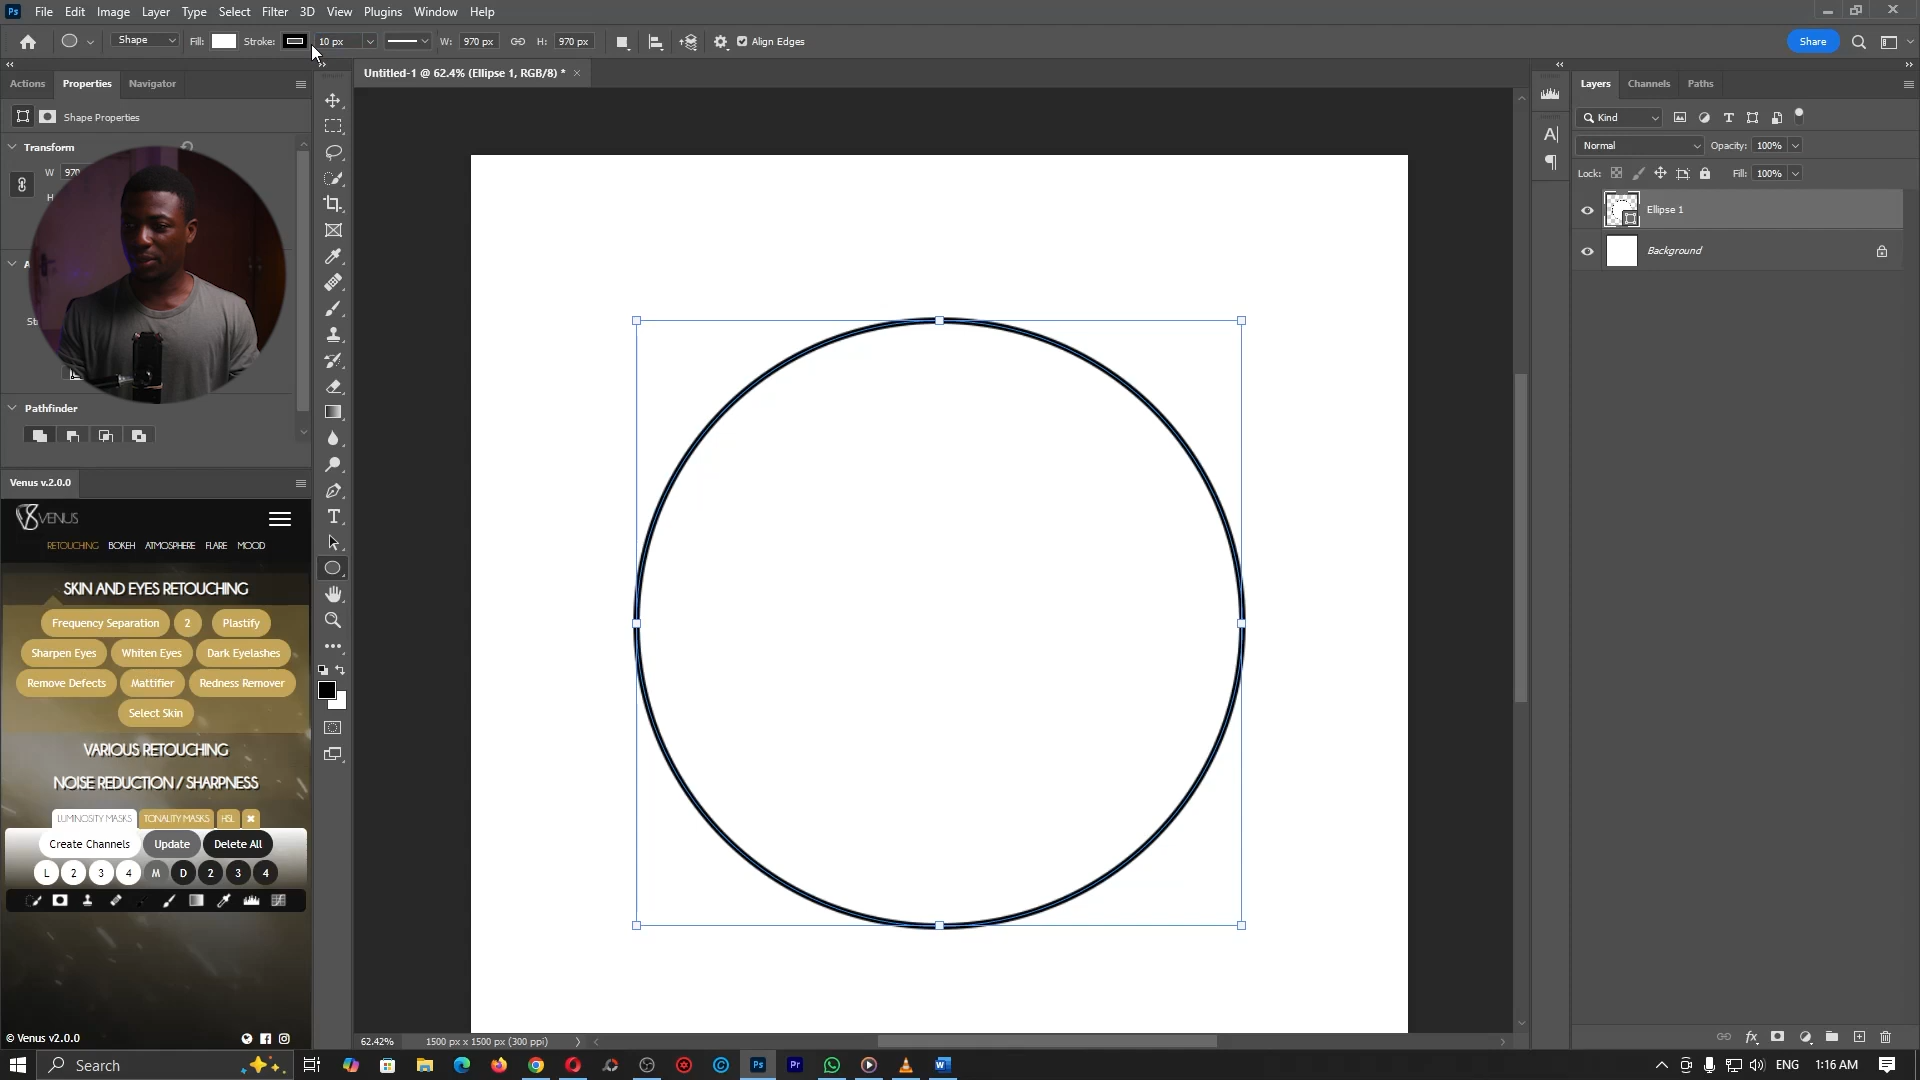 Ps File Edit Image Layer Type Select Filter 3D View Plugins Window Help
Shape Fill: Stroke: 10 px W: 970 px H: 970 px Align Edges Share
Actions Properties Navigator
Untitled-1 @ 62.4% (Ellipse 1, RGB/8) *
Layers Channels Paths
Shape Properties
Kind
Transform
W 970
H
Normal Opacity: 100%
Lock: Fill: 100%
Ellipse 1
Background
Pathfinder
Venus v.2.0.0
VENUS
RETOUCHING BOKEH ATMOSPHERE FLARE MOOD
SKIN AND EYES RETOUCHING
Frequency Separation 2 Plastify
Sharpen Eyes Whiten Eyes Dark Eyelashes
Remove Defects Mattifier Redness Remover
Select Skin
VARIOUS RETOUCHING
NOISE REDUCTION / SHARPNESS
LUMINOSITY MASKS TONALITY MASKS HSL
Create Channels Update Delete All
L 2 3 4 M D 2 3 4
© Venus v2.0.0
62.42% 1500 px x 1500 px (300 ppi)
Search Ps Pr W ENG 1:16 AM